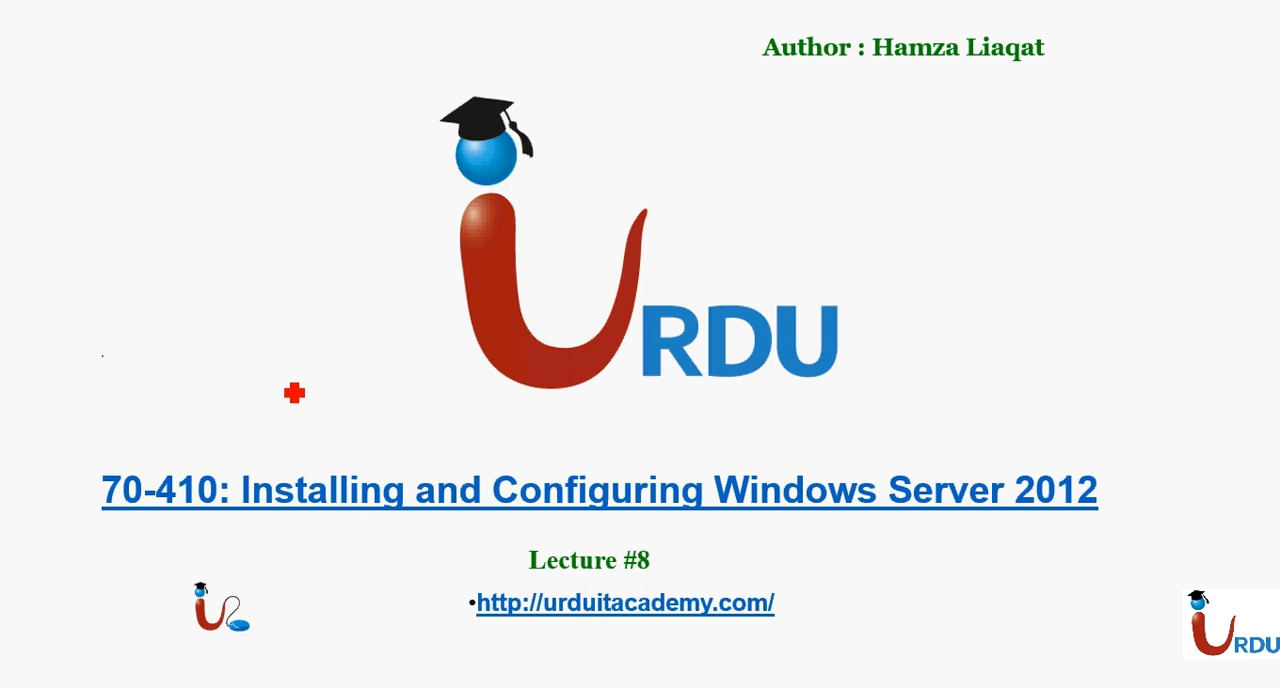 Author : Hamza Liaqat
URDU
70-410: Installing and Configuring Windows Server 2012
Lecture #8
•http://urduitacademy.com/
URDU